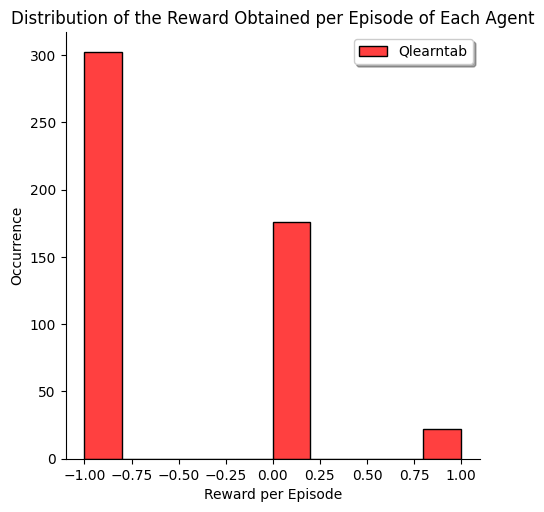 Distribution of the Reward Obtained per Episode of Each Agent
Qlearntab
300
250
200
150
100
50
0
Occurrence
−1.00 −0.75 −0.50 −0.25 0.00 0.25 0.50 0.75 1.00
Reward per Episode